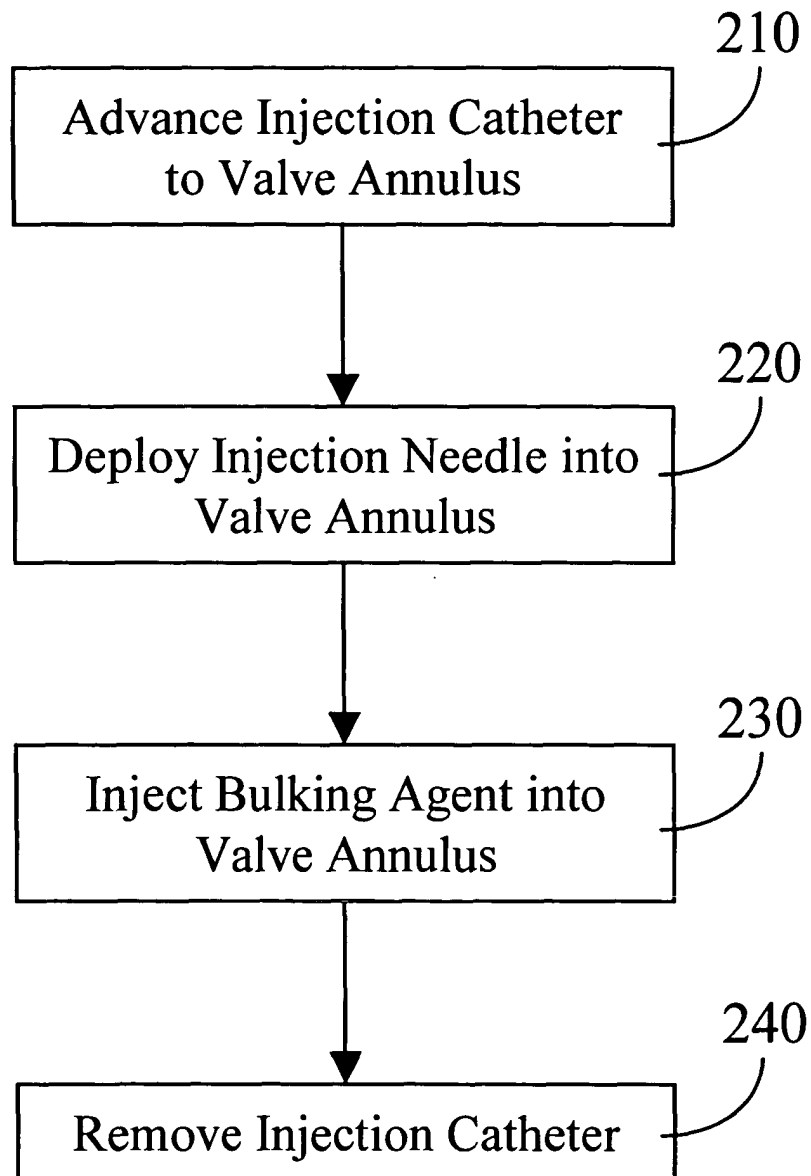 210
Advance Injection Catheter
to Valve Annulus
220
Deploy Injection Needle into
Valve Annulus
230
Inject Bulking Agent into
Valve Annulus
240
Remove Injection Catheter